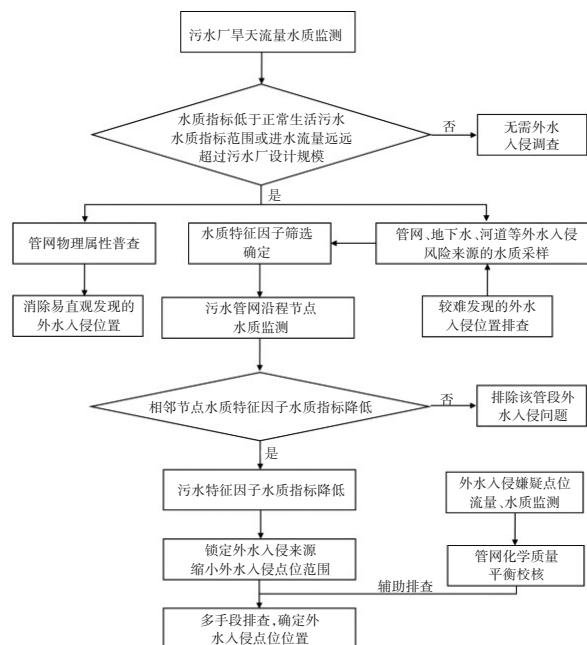 污水厂旱天流量水质监测
水质指标低于正常生活污水
水质指标范围或进水流量远远
超过污水厂设计规模
否
无需外水
入侵调查
是
管网物理属性普查
水质特征因子筛选
确定
管网、地下水、河道等外水入侵
风险来源的水质采样
消除易直观发现的
外水入侵位置
污水管网沿程节点
水质监测
较难发现的外水
入侵位置排查
相邻节点水质特征因子水质指标降低
否
排除该管段外
水入侵问题
是
污水特征因子水质指标降低
外水入侵嫌疑点位
流量、水质监测
锁定外水入侵来源
缩小外水入侵点位范围
管网化学质量
平衡校核
辅助排查
多手段排查,确定外
水入侵点位位置